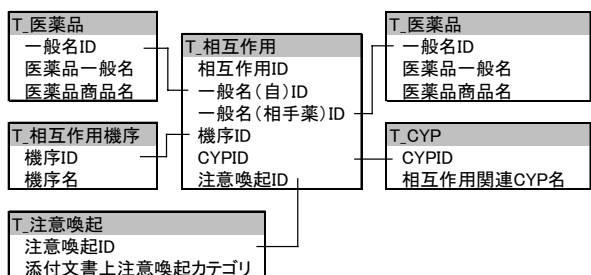 T_医薬品
一般名ID
医薬品一般名
医薬品商品名
T_相互作用
相互作用ID
一般名(自)ID
一般名(相手薬)ID
機序ID
CYPID
注意喚起ID
T_医薬品
一般名ID
医薬品一般名
医薬品商品名
T_相互作用機序
機序ID
機序名
T_CYP
CYPID
相互作用関連CYP名
T_注意喚起
注意喚起ID
添付文書上注意喚起カテゴリ